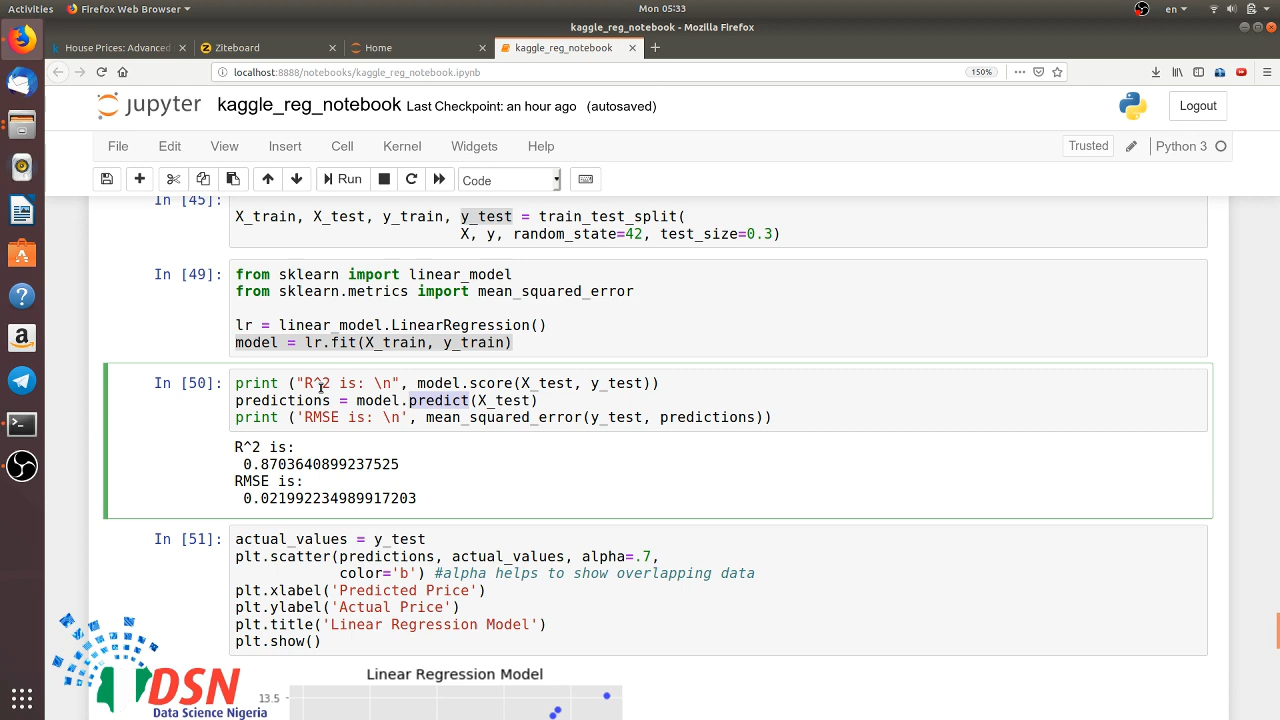 Activities Firefox Web Browser Mon 05:33 en
kaggle_reg_notebook - Mozilla Firefox
House Prices: Advanced Ziteboard Home kaggle_reg_notebook
localhost:8888/notebooks/kaggle_reg_notebook.ipynb 150%
jupyter kaggle_reg_notebook Last Checkpoint: an hour ago (autosaved) Logout
File Edit View Insert Cell Kernel Widgets Help Trusted Python 3
Run Code
In [45]:
X_train, X_test, y_train, y_test = train_test_split(
X, y, random_state=42, test_size=0.3)
In [49]: from sklearn import linear_model
from sklearn.metrics import mean_squared_error
lr = linear_model.LinearRegression()
model = lr.fit(X_train, y_train)
In [50]: print ("R^2 is: \n", model.score(X_test, y_test))
predictions = model.predict(X_test)
print ('RMSE is: \n', mean_squared_error(y_test, predictions))
R^2 is:
0.8703640899237525
RMSE is:
0.021992234989917203
In [51]: actual_values = y_test
plt.scatter(predictions, actual_values, alpha=.7,
color='b') #alpha helps to show overlapping data
plt.xlabel('Predicted Price')
plt.ylabel('Actual Price')
plt.title('Linear Regression Model')
plt.show()
Linear Regression Model
13.5
DSN
Data Science Nigeria